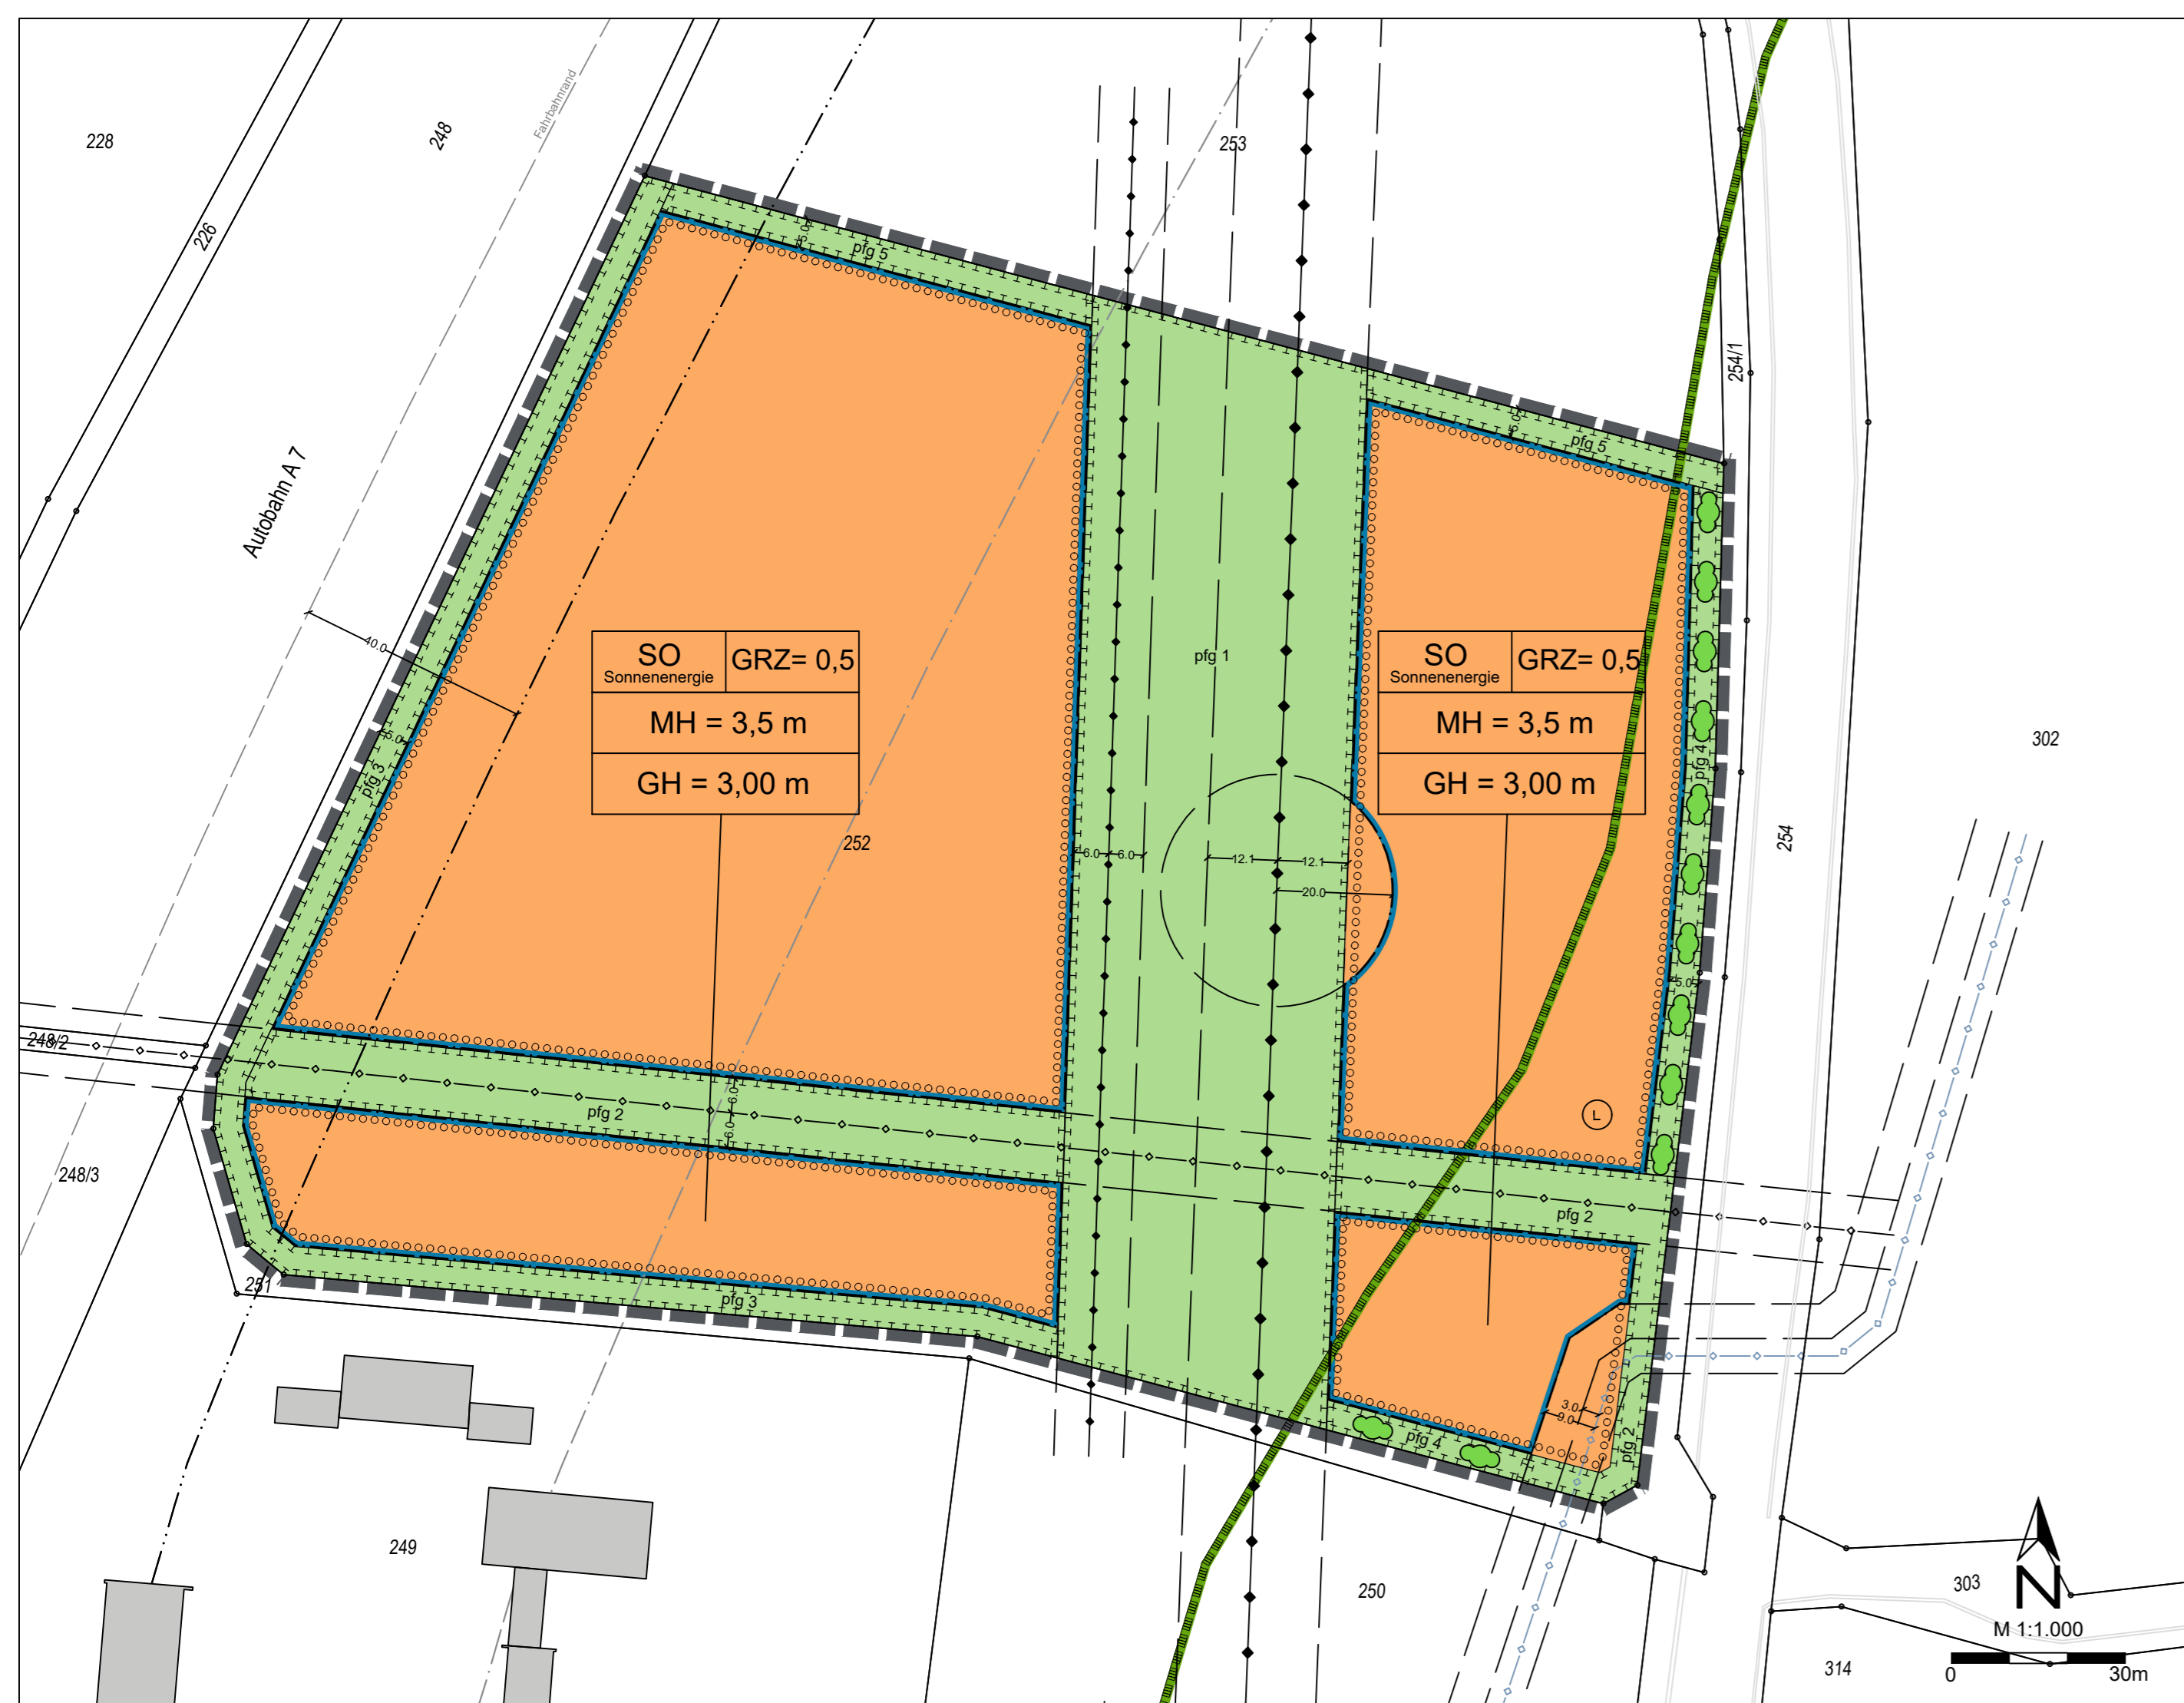 228
248
Fahrbahnrand
253
226
5.0
pfg 5
254/1
5.0
pfg 5
Autobahn A 7
40.0
SO
Sonnenenergie
GRZ= 0,5
MH = 3,5 m
GH = 3,00 m
pfg 1
SO
Sonnenenergie
GRZ= 0,5
MH = 3,5 m
GH = 3,00 m
302
5.0
pfg 3
pfg 4
252
254
6.0
6.0
12.1
12.1
20.0
5.0
248/2
6.0
6.0
pfg 2
L
248/3
pfg 2
251
pfg 3
3.0
9.0
pfg 4
pfg 2
249
250
303
N
M 1:1.000
314
0
30m